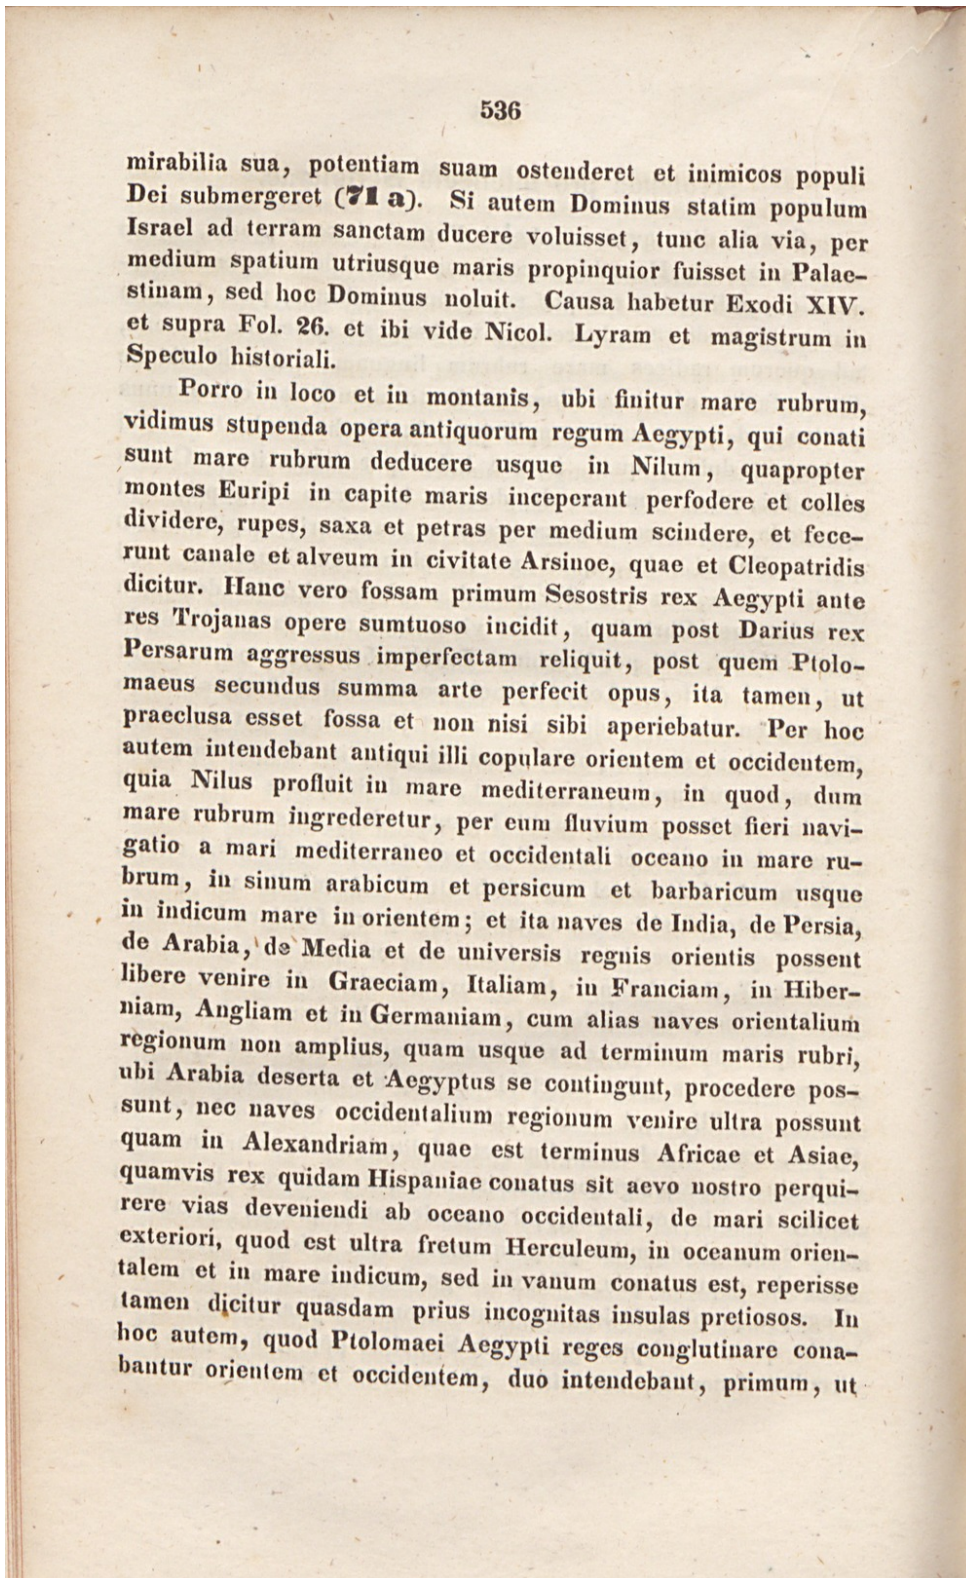 536
mirabilia sua, potentiam suam ostenderet et inimicos populi
Dei submergeret (71 a). Si autem Dominus statim populum
Israel ad terram sanctam ducere voluisset, tunc alia via, per
medium spatium utriusque maris propinquior fuisset in Palae-
stinam, sed hoc Dominus noluit. Causa habetur Exodi XIV.
et supra Fol. 26. et ibi vide Nicol. Lyram et magistrum in
Speculo historiali.
Porro in loco et in montanis, ubi finitur mare rubrum,
vidimus stupenda opera antiquorum regum Aegypti, qui conati
sunt mare rubrum deducere usque in Nilum, quapropter
montes Euripi in capite maris inceperant perfodere et colles
dividere, rupes, saxa et petras per medium scindere, et fece-
runt canale et alveum in civitate Arsinoe, quae et Cleopatridis
dicitur. Hanc vero fossam primum Sesostris rex Aegypti ante
res Trojanas opere sumtuoso incidit, quam post Darius rex
Persarum aggressus imperfectam reliquit, post quem Ptolo-
maeus secundus summa arte perfecit opus, ita tamen, ut
praeclusa esset fossa et non nisi sibi aperiebatur. Per hoc
autem intendebant antiqui illi copulare orientem et occidentem,
quia Nilus profluit in mare mediterraneum, in quod, dum
mare rubrum ingrederetur, per eum fluvium posset fieri navi-
gatio a mari mediterraneo et occidentali oceano in mare ru-
brum, in sinum arabicum et persicum et barbaricum usque
in indicum mare in orientem; et ita naves de India, de Persia,
de Arabia, de Media et de universis regnis orientis possent
libere venire in Graeciam, Italiam, in Franciam, in Hiber-
niam, Angliam et in Germaniam, cum alias naves orientalium
regionum non amplius, quam usque ad terminum maris rubri,
ubi Arabia deserta et Aegyptus se contingunt, procedere pos-
sunt, nec naves occidentalium regionum venire ultra possunt
quam in Alexandriam, quae est terminus Africae et Asiae,
quamvis rex quidam Hispaniae conatus sit aevo nostro perqui-
rere vias deveniendi ab oceano occidentali, de mari scilicet
exteriori, quod est ultra fretum Herculeum, in oceanum orien-
talem et in mare indicum, sed in vanum conatus est, reperisse
tamen dicitur quasdam prius incognitas insulas pretiosos. In
hoc autem, quod Ptolomaei Aegypti reges conglutinare cona-
bantur orientem et occidentem, duo intendebant, primum, ut